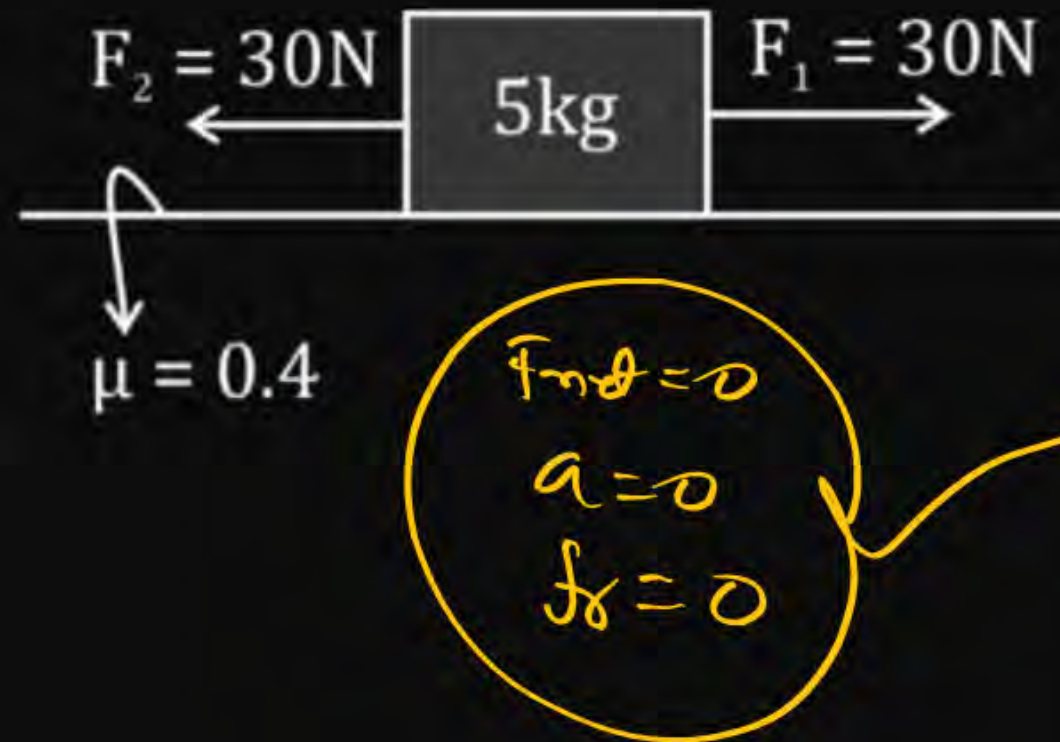 F₂ = 30N
5kg
F₁ = 30N
μ = 0.4
Fnet = 0
a = 0
fr = 0